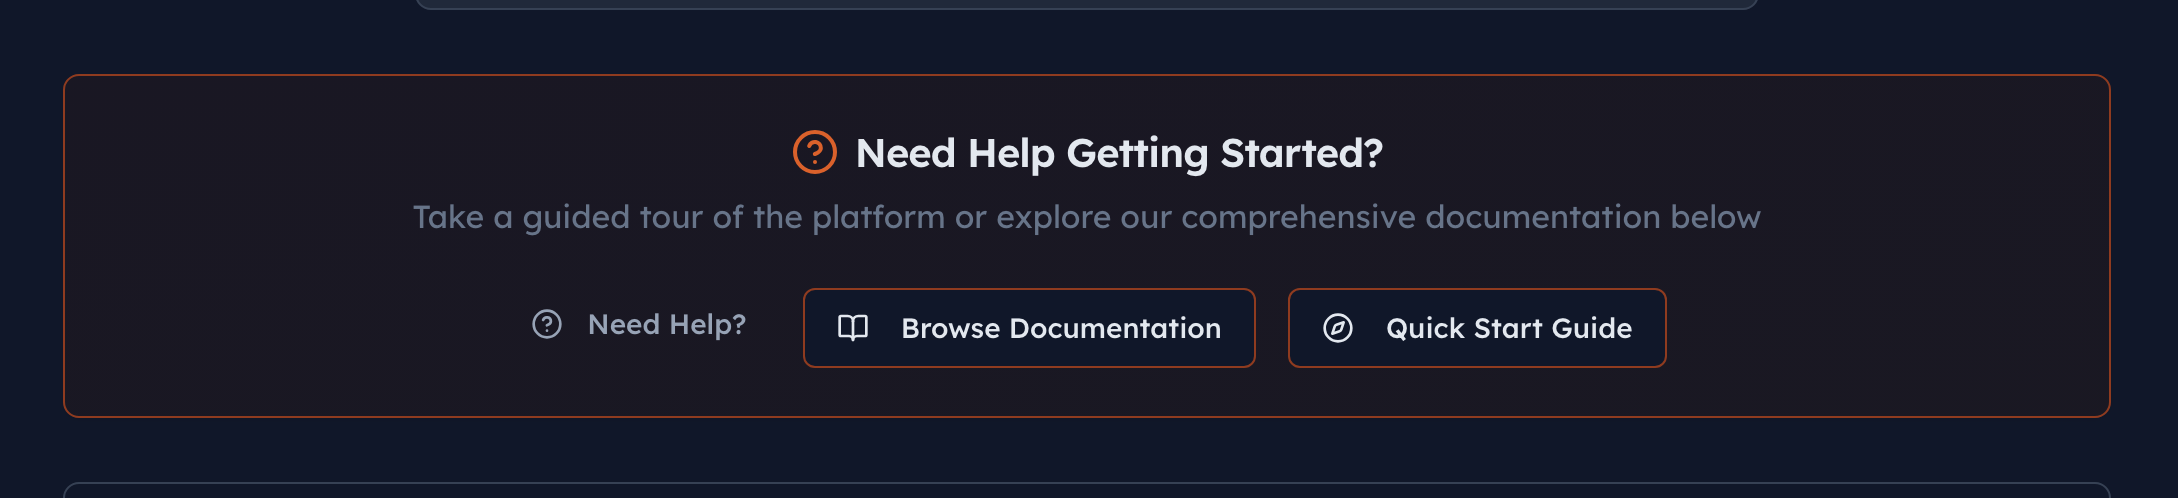 Need Help Getting Started?
Take a guided tour of the platform or explore our comprehensive documentation below
Need Help?
Browse Documentation
Quick Start Guide